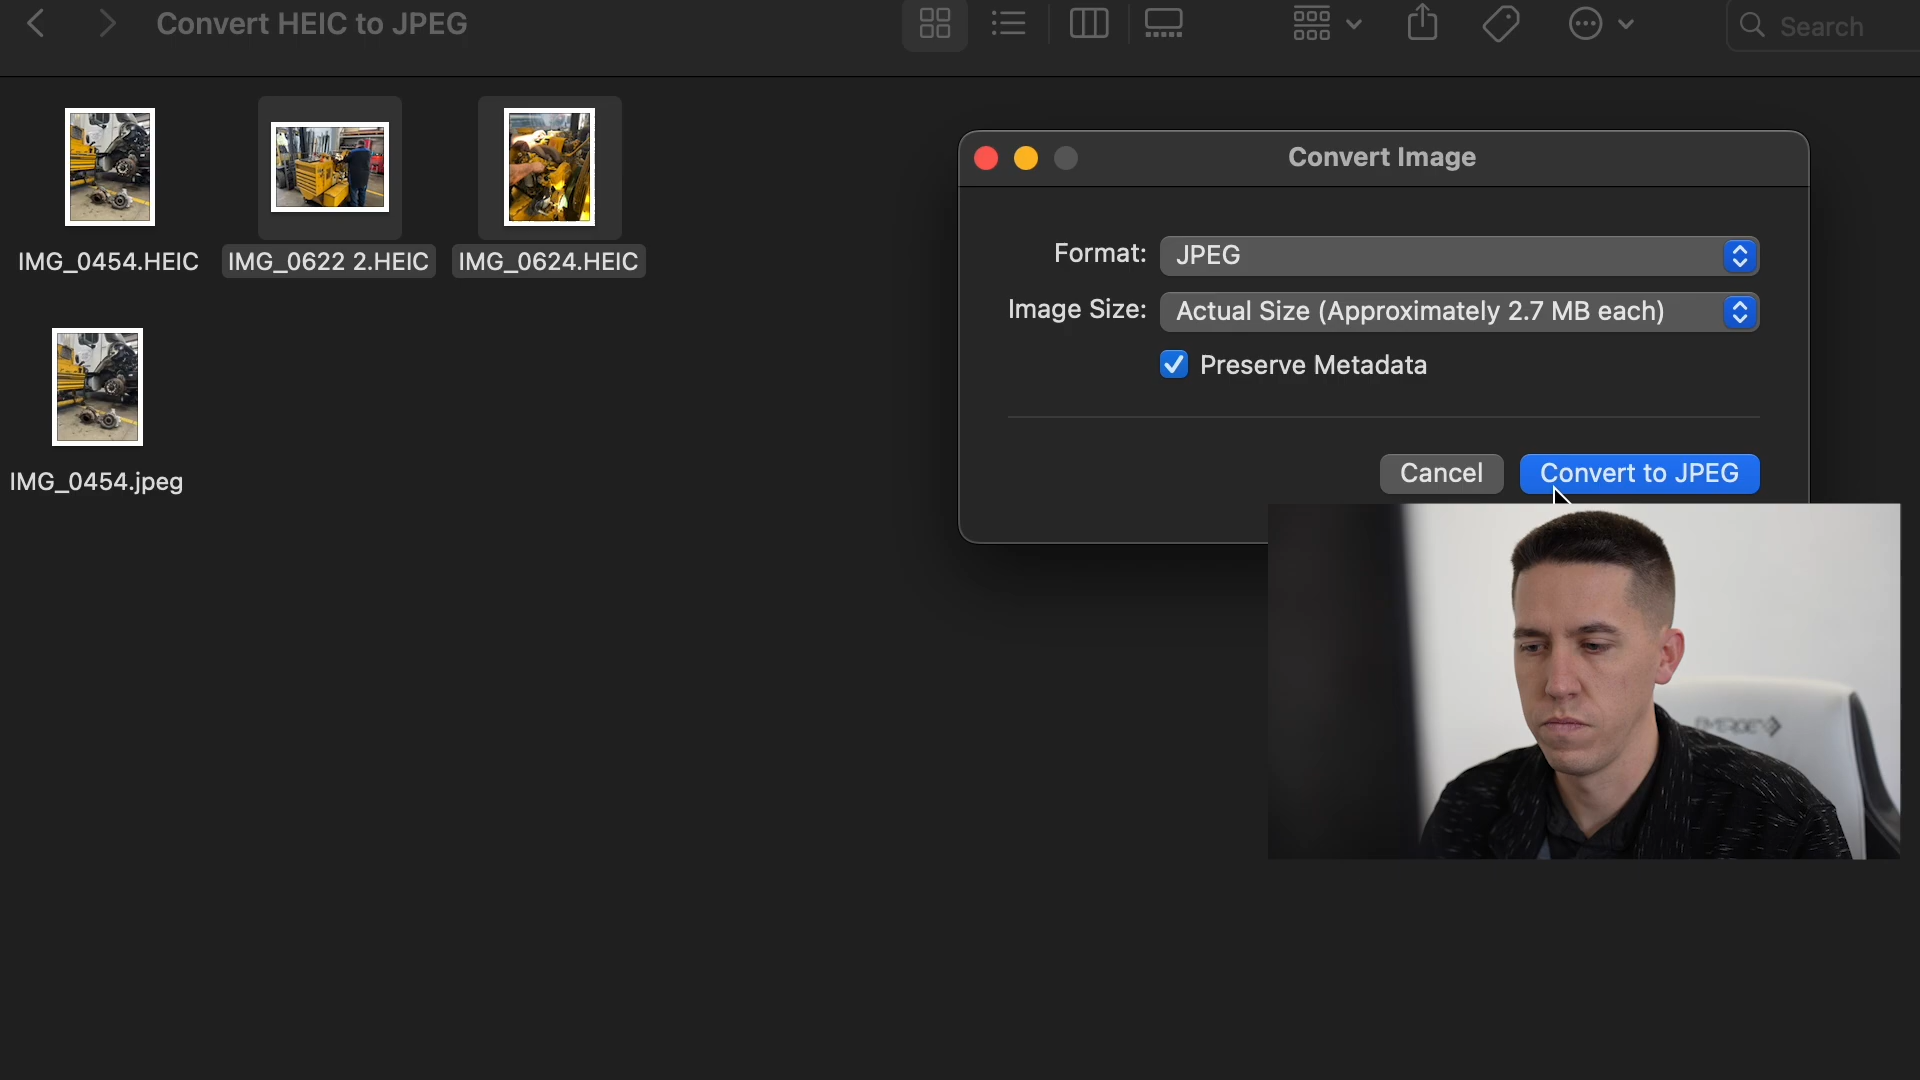 Convert HEIC to JPEG
Search
IMG_0454.HEIC
IMG_0622 2.HEIC
IMG_0624.HEIC
IMG_0454.jpeg
Convert Image
Format: JPEG
Image Size: Actual Size (Approximately 2.7 MB each)
Preserve Metadata
Cancel
Convert to JPEG